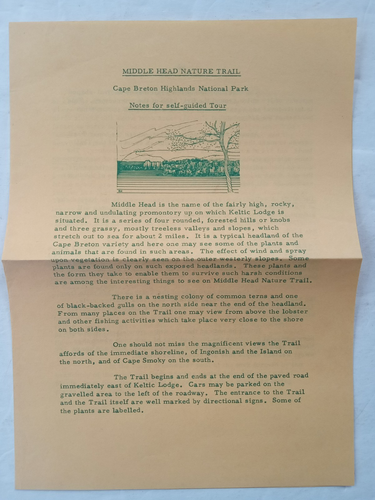 MIDDLE HEAD NATURE TRAIL
Cape Breton Highlands National Park
Notes for self-guided Tour
Middle Head is the name of the fairly high, rocky,
narrow and undulating promontory up on which Keltic Lodge is
situated. It is a series of four rounded, forested hills or knobs
and three grassy, mostly treeless valleys and slopes, which
stretch out to sea for about 2 miles. It is a typical headland of the
Cape Breton variety and here one may see some of the plants and
animals that are found in such areas. The effect of wind and spray
upon vegetation is clearly seen on the outer westerly slopes. Some
plants are found only on such exposed headlands. These plants and
the form they take to enable them to survive such harsh conditions
are among the interesting things to see on Middle Head Nature Trail.
There is a nesting colony of common terns and one
of black-backed gulls on the north side near the end of the headland.
From many places on the Trail one may view from above the lobster
and other fishing activities which take place very close to the shore
on both sides.
One should not miss the magnificent views the Trail
affords of the immediate shoreline, of Ingonish and the Island on
the north, and of Cape Smoky on the south.
The Trail begins and ends at the end of the paved road
immediately east of Keltic Lodge. Cars may be parked on the
gravelled area to the left of the roadway. The entrance to the Trail
and the Trail itself are well marked by directional signs. Some of
the plants are labelled.